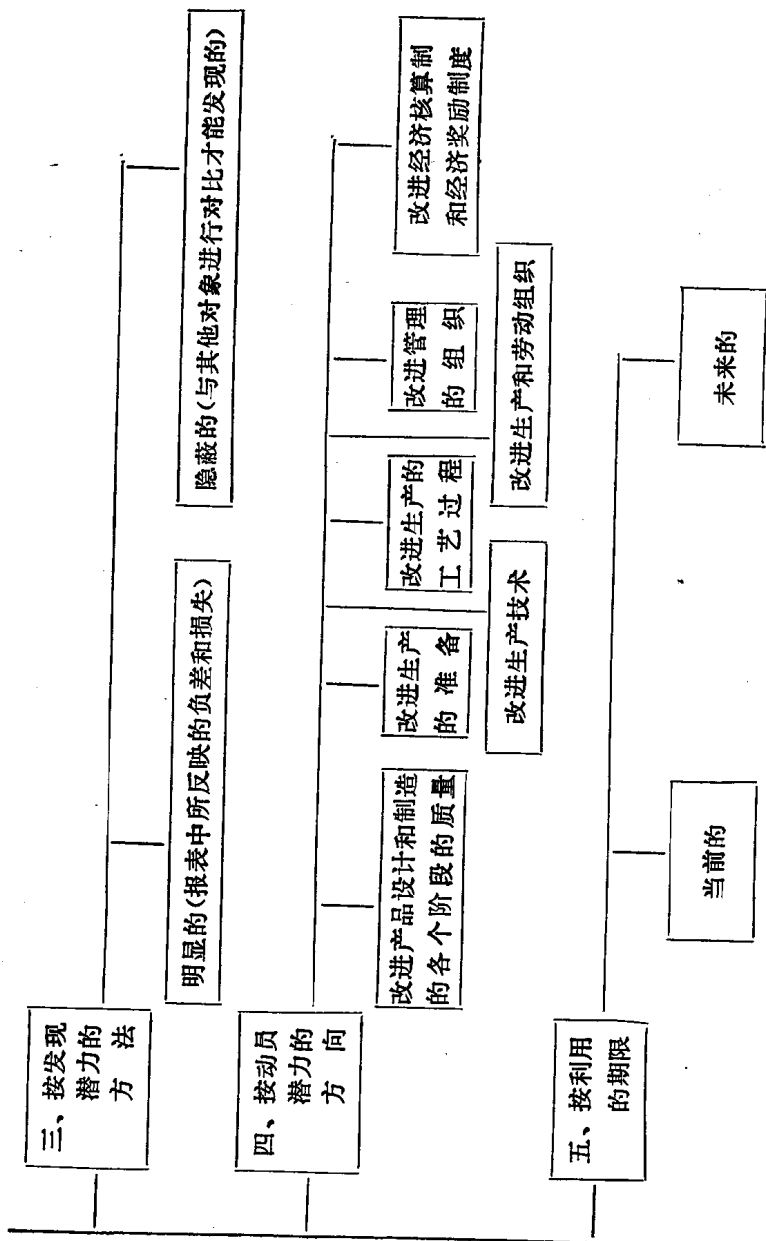 三、按发现
潜力的
方法
明显的(报表中所反映的负差和损失)
隐蔽的(与其他对象进行对比才能发现的)
四、按动员
潜力的
方向
改进产品设计和制造
的各个阶段的质量
改进生产
的准备
改进生产的
工艺过程
改进管理
的组织
改进经济核算制
和经济奖励制度
改进生产技术
改进生产和劳动组织
五、按利用
的期限
当前的
未来的